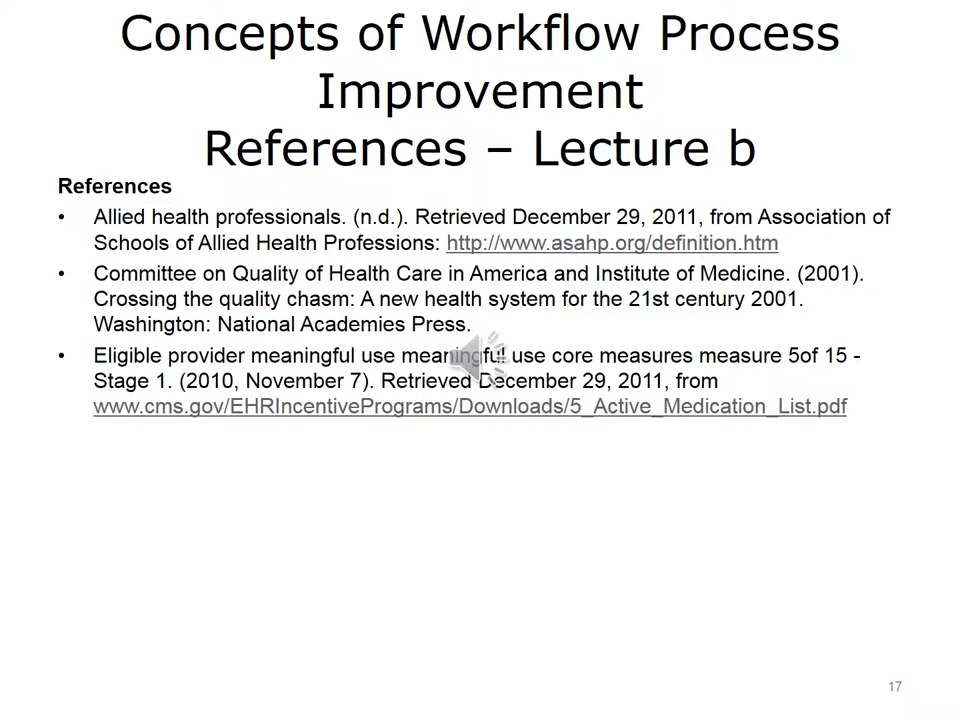 Concepts of Workflow Process
Improvement
References – Lecture b
References
• Allied health professionals. (n.d.). Retrieved December 29, 2011, from Association of
Schools of Allied Health Professions: http://www.asahp.org/definition.htm
• Committee on Quality of Health Care in America and Institute of Medicine. (2001).
Crossing the quality chasm: A new health system for the 21st century 2001.
Washington: National Academies Press.
• Eligible provider meaningful use meaningful use core measures measure 5of 15 -
Stage 1. (2010, November 7). Retrieved December 29, 2011, from
www.cms.gov/EHRIncentivePrograms/Downloads/5_Active_Medication_List.pdf
17